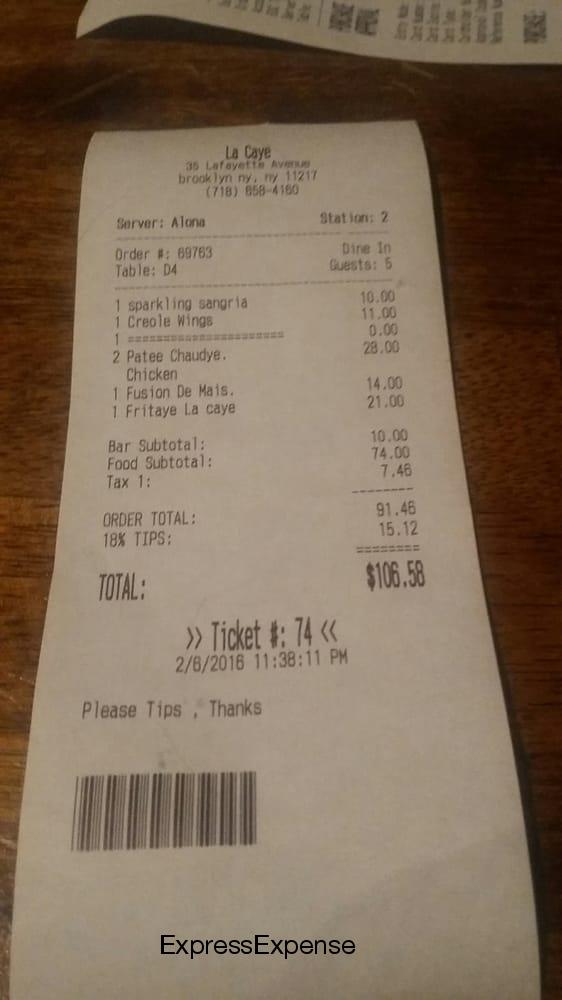 La Caye
35 Lafayette Avenue
brooklyn ny, ny 11217
(718) 858-4160
Server: Alona Station: 2
Order #: 69763 Dine In
Table: D4 Guests: 5
1 sparkling sangria 10.00
1 Creole Wings 11.00
1 ====================== 0.00
2 Patee Chaudye. 28.00
Chicken
1 Fusion De Mais. 14.00
1 Fritaye La caye 21.00
Bar Subtotal: 10.00
Food Subtotal: 74.00
Tax 1: 7.46
ORDER TOTAL: 91.46
18% TIPS: 15.12
TOTAL: $106.58
>> Ticket #: 74 <<
2/6/2016 11:38:11 PM
Please Tips , Thanks
ExpressExpense